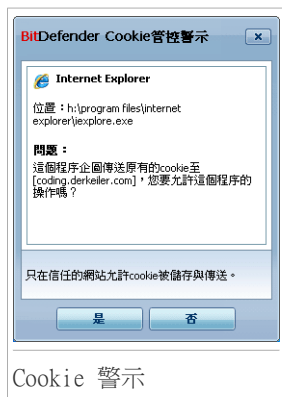 BitDefender Cookie管控警示
Internet Explorer
位置：h:\program files\internet
explorer\iexplore.exe
問題：
這個程序企圖傳送原有的cookie至
[coding.derkeiler.com]，您要允許這個程序的
操作嗎？
只在信任的網站允許cookie被儲存與傳送。
是
否
Cookie 警示